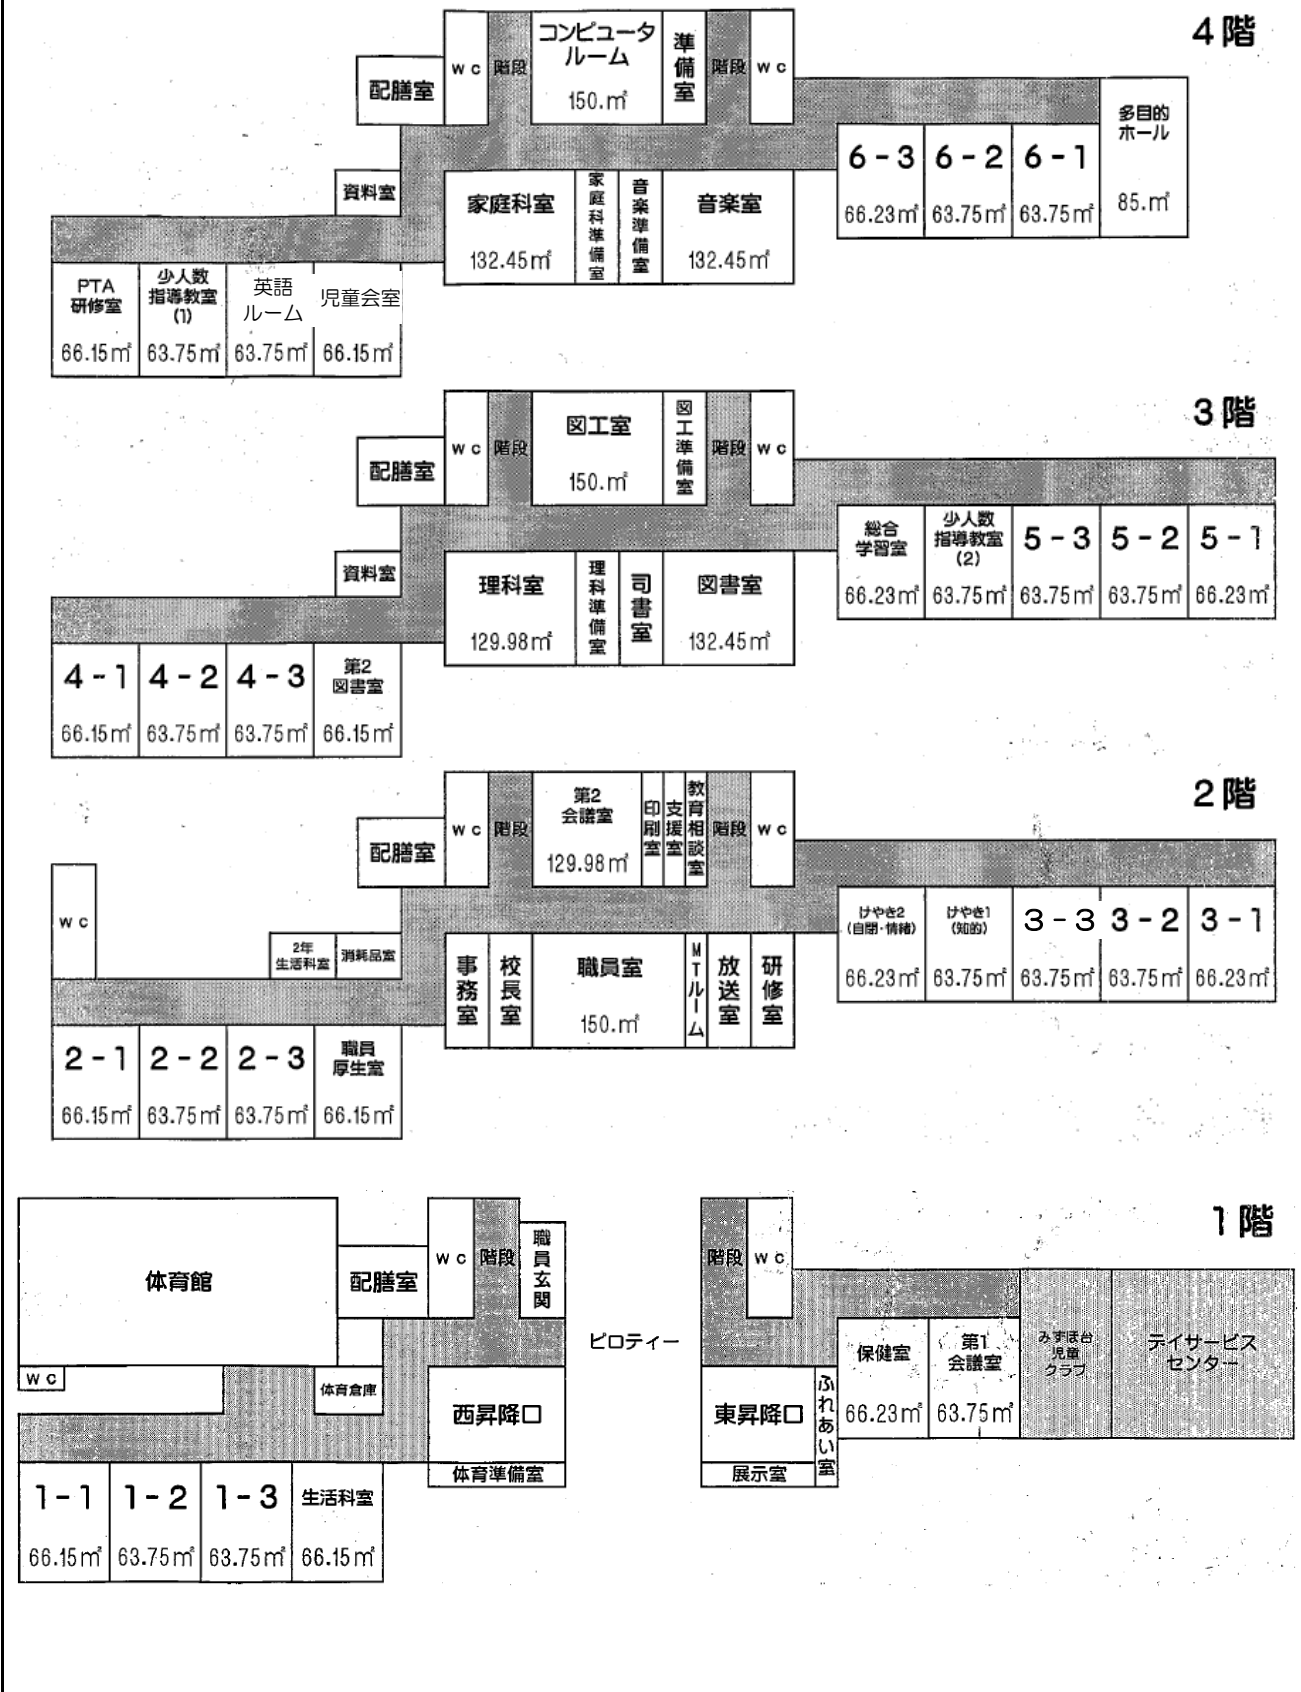 4階
コンピュータ
ルーム
150.㎡
準備室
WC
階段
階段
WC
配膳室
多目的
ホール
85.㎡
6-3
66.23㎡
6-2
63.75㎡
6-1
63.75㎡
資料室
家庭科室
132.45㎡
家庭科準備室
音楽準備室
音楽室
132.45㎡
PTA
研修室
66.15㎡
少人数
指導教室
(1)
63.75㎡
英語
ルーム
63.75㎡
児童会室
66.15㎡
3階
WC
階段
図工室
150.㎡
図工準備室
階段
WC
配膳室
総合
学習室
66.23㎡
少人数
指導教室
(2)
63.75㎡
5-3
63.75㎡
5-2
63.75㎡
5-1
66.23㎡
資料室
理科室
129.98㎡
理科準備室
司書室
図書室
132.45㎡
4-1
66.15㎡
4-2
63.75㎡
4-3
63.75㎡
第2
図書室
66.15㎡
2階
WC
階段
第2
会議室
129.98㎡
印刷室
支援室
教育相談室
階段
WC
配膳室
WC
けやき2
(自閉・情緒)
66.23㎡
けやき1
(知的)
63.75㎡
3-3
63.75㎡
3-2
63.75㎡
3-1
66.23㎡
2年
生活科室
消耗品室
事務室
校長室
職員室
150.㎡
MTルーム
放送室
研修室
2-1
66.15㎡
2-2
63.75㎡
2-3
63.75㎡
職員
厚生室
66.15㎡
1階
体育館
配膳室
WC
階段
職員玄関
ピロティー
階段
WC
保健室
66.23㎡
第1
会議室
63.75㎡
みずほ台
児童
クラブ
デイサービス
センター
WC
体育倉庫
西昇降口
体育準備室
東昇降口
展示室
ふれあい室
1-1
66.15㎡
1-2
63.75㎡
1-3
63.75㎡
生活科室
66.15㎡